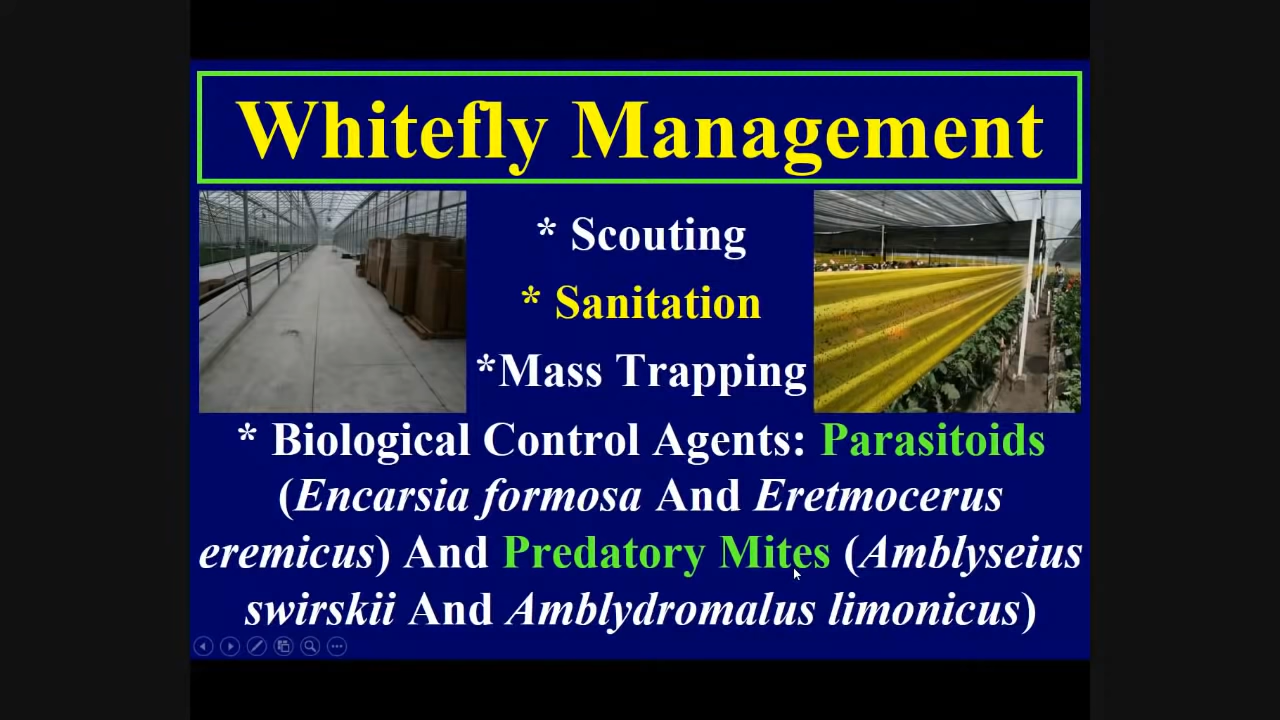 Whitefly Management
* Scouting
* Sanitation
*Mass Trapping
* Biological Control Agents: Parasitoids
(Encarsia formosa And Eretmocerus
eremicus) And Predatory Mites (Amblyseius
swirskii And Amblydromalus limonicus)